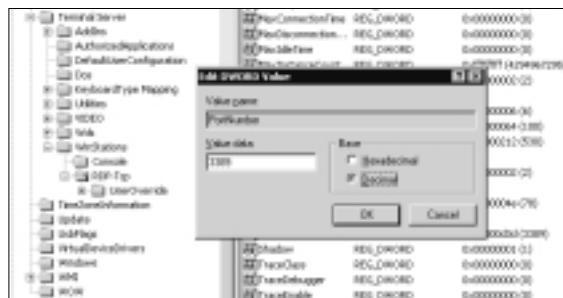 Terminal Server
AddIns
AuthorizedApplications
DefaultUserConfiguration
Dos
KeyboardType Mapping
Utilities
VIDEO
Wds
WinStations
Console
RDP-Tcp
UserOverride
TimeZoneInformation
Update
UsbFlags
VirtualDeviceDrivers
Windows
WMI
WOW
MaxConnectionTime REG_DWORD 0x00000000 (0)
MaxDisconnection... REG_DWORD 0x00000000 (0)
MaxIdleTime REG_DWORD 0x00000000 (0)
Edit DWORD Value
Value name:
PortNumber
Value data:
3389
Base
Hexadecimal
Decimal
OK
Cancel
Shadow REG_DWORD 0x00000001 (1)
TraceClass REG_DWORD 0x00000000 (0)
TraceDebugger REG_DWORD 0x00000000 (0)
TraceEnable REG_DWORD 0x00000000 (0)